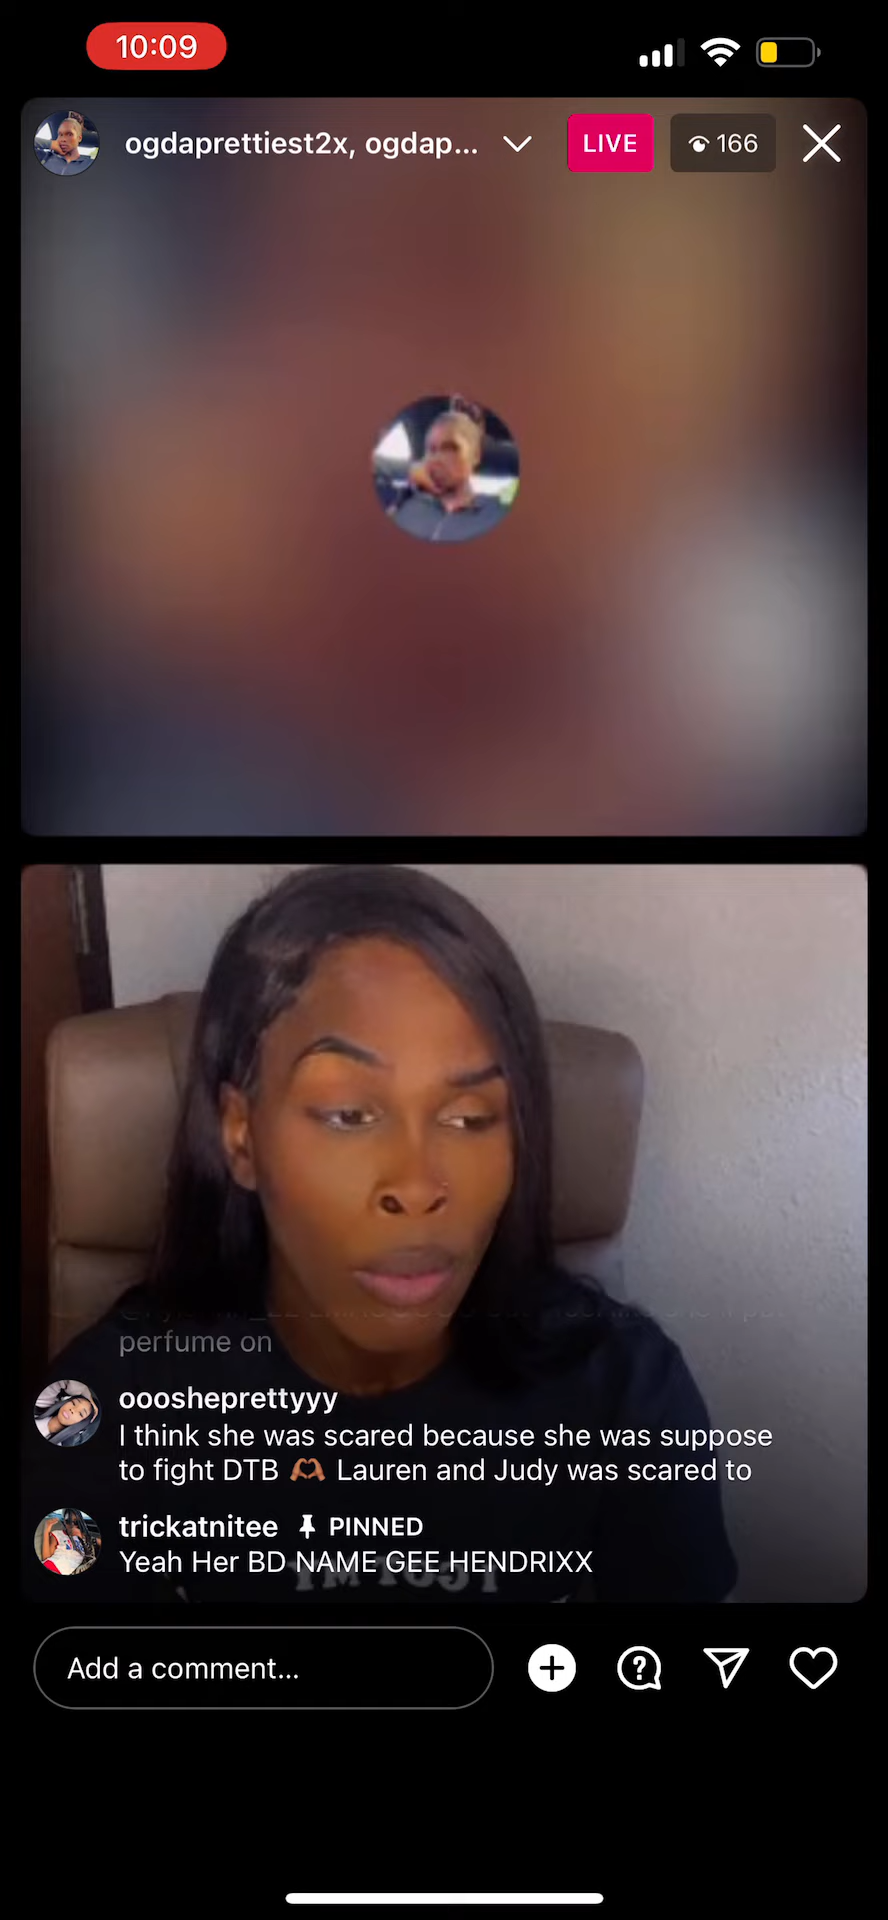 10:09
ogdaprettiest2x, ogdap...
LIVE
166
perfume on
ooosheprettyyy
I think she was scared because she was suppose
to fight DTB 🫶🏾 Lauren and Judy was scared to
trickatnitee PINNED
Yeah Her BD NAME GEE HENDRIXX
Add a comment...